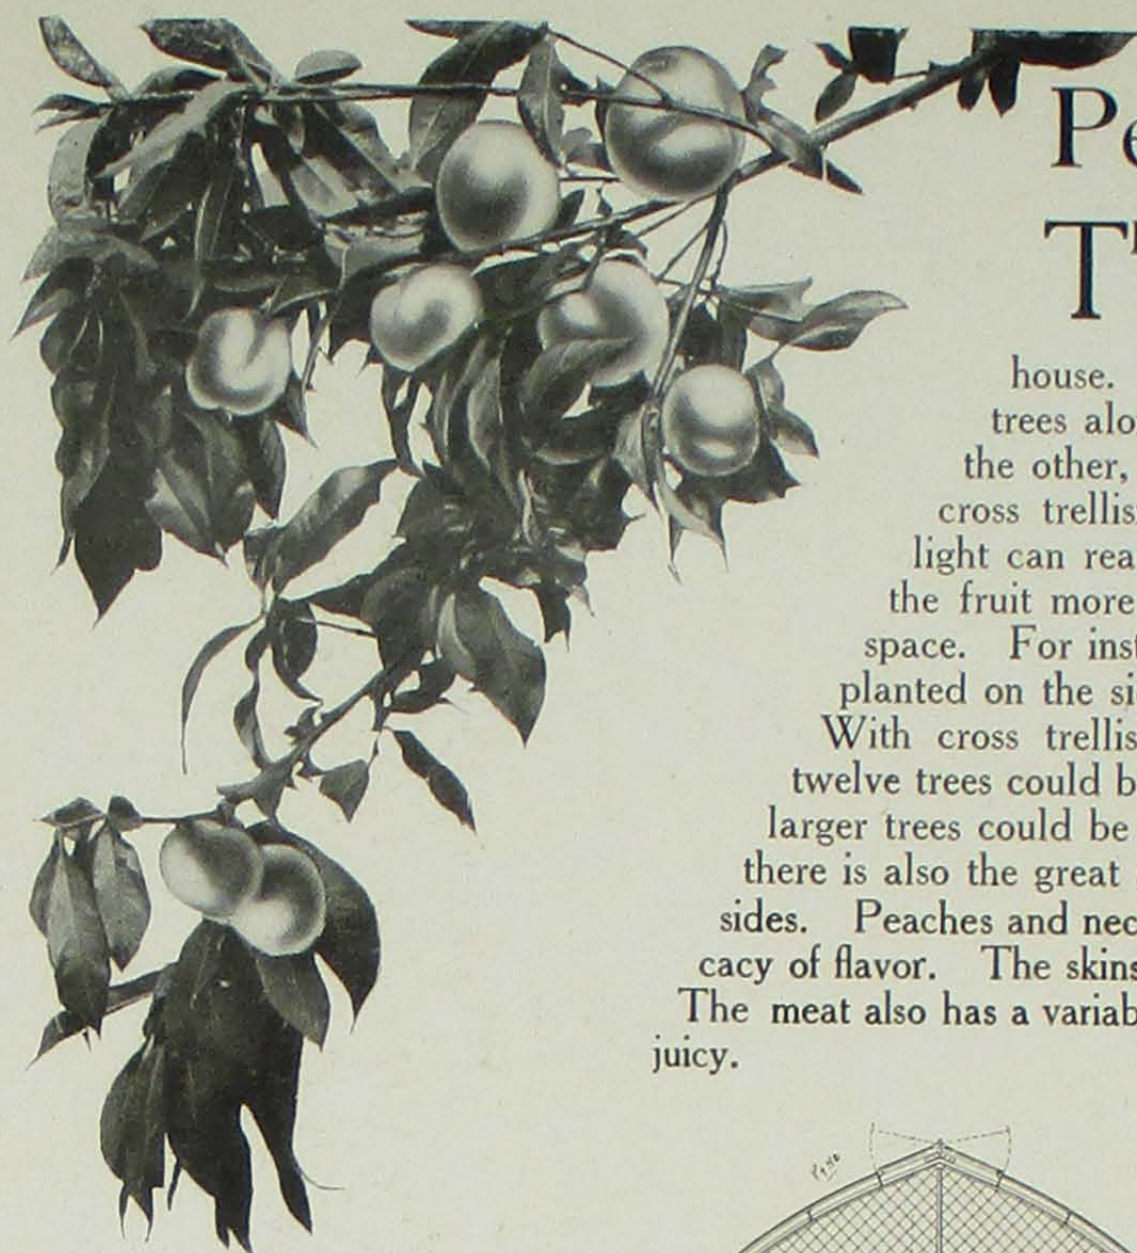 Pe
T
house.
trees alo
the other,
cross trellis
light can rea
the fruit more
space. For inst
planted on the si
With cross trellis
twelve trees could b
larger trees could be
there is also the great
sides. Peaches and nec
cacy of flavor. The skins
The meat also has a variab
juicy.